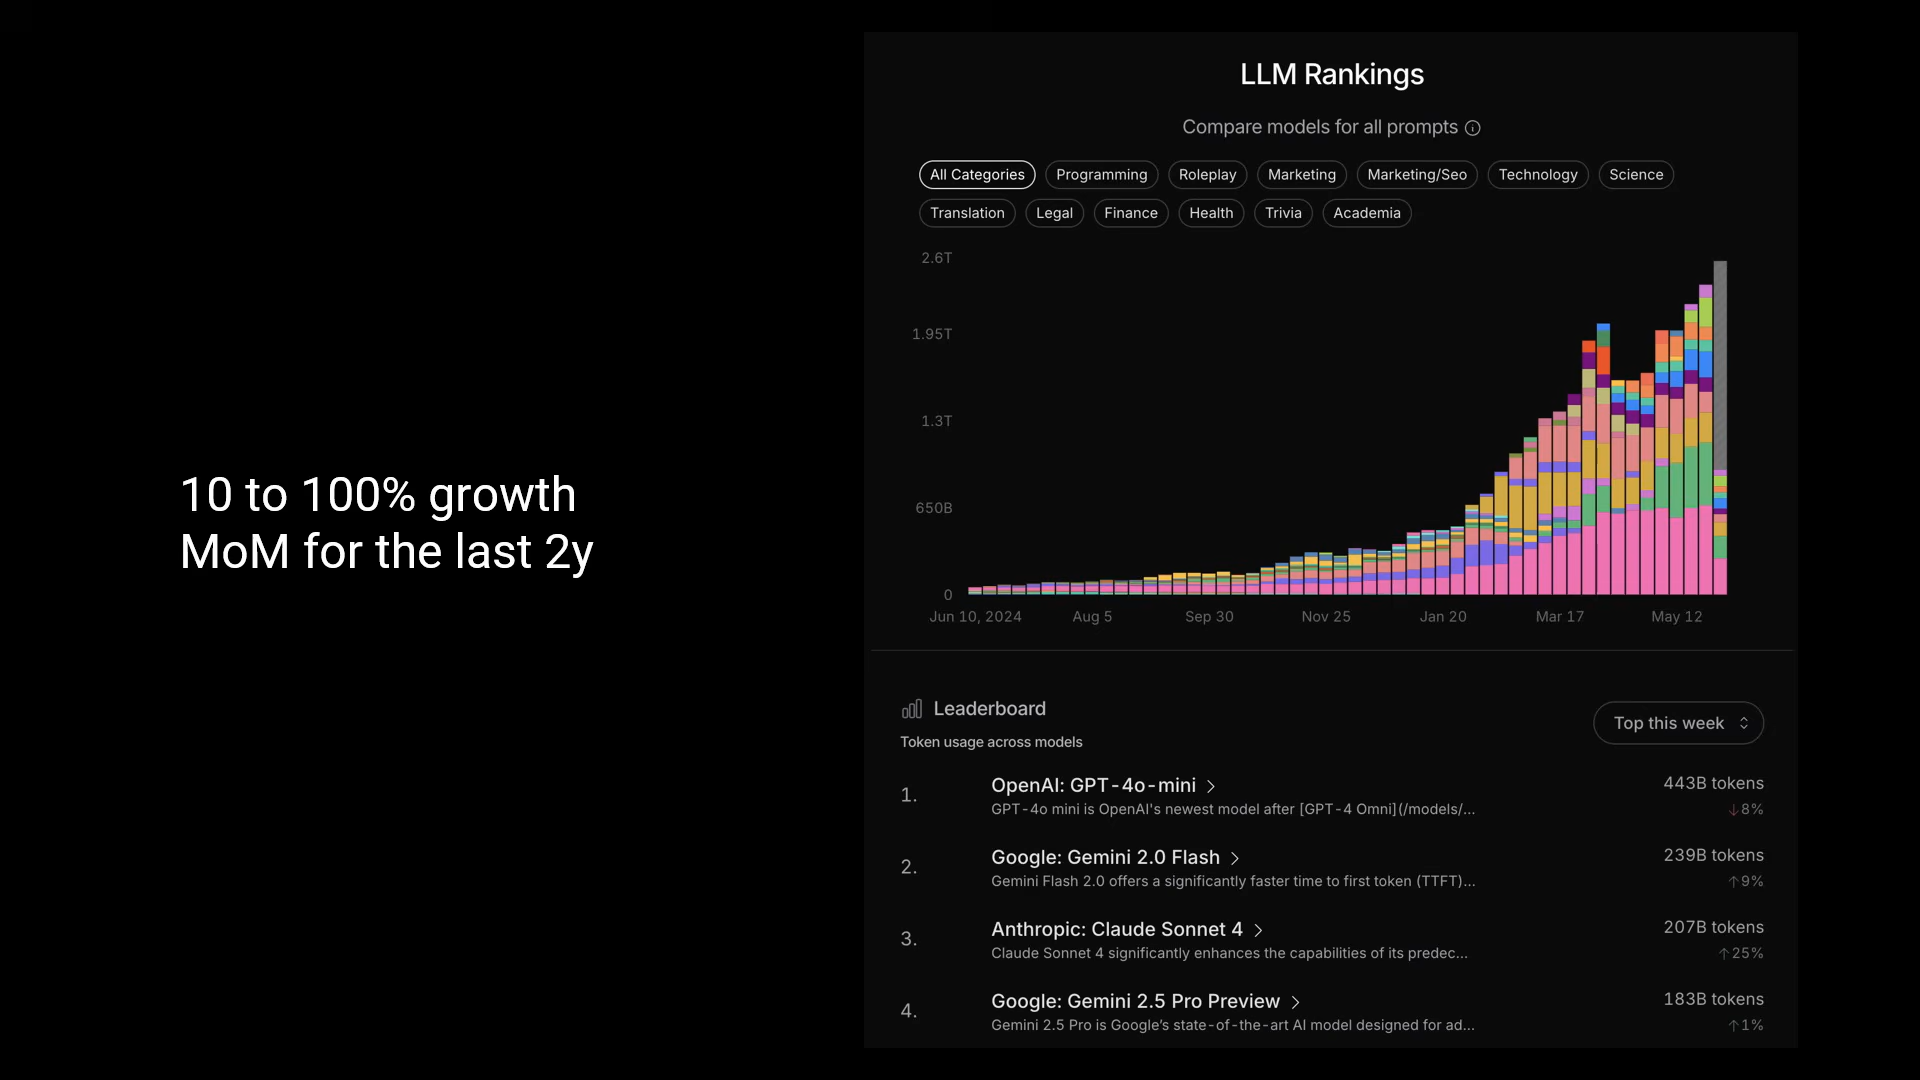 10 to 100% growth
MoM for the last 2y
LLM Rankings
Compare models for all prompts
All Categories Programming Roleplay Marketing Marketing/Seo Technology Science
Translation Legal Finance Health Trivia Academia
2.6T
1.95T
1.3T
650B
0
Jun 10, 2024 Aug 5 Sep 30 Nov 25 Jan 20 Mar 17 May 12
Leaderboard
Token usage across models
Top this week
1. OpenAI: GPT-4o-mini 443B tokens
GPT-4o mini is OpenAI's newest model after [GPT-4 Omni](/models/... ↓8%
2. Google: Gemini 2.0 Flash 239B tokens
Gemini Flash 2.0 offers a significantly faster time to first token (TTFT)... ↑9%
3. Anthropic: Claude Sonnet 4 207B tokens
Claude Sonnet 4 significantly enhances the capabilities of its predec... ↑25%
4. Google: Gemini 2.5 Pro Preview 183B tokens
Gemini 2.5 Pro is Google’s state-of-the-art AI model designed for ad... ↑1%